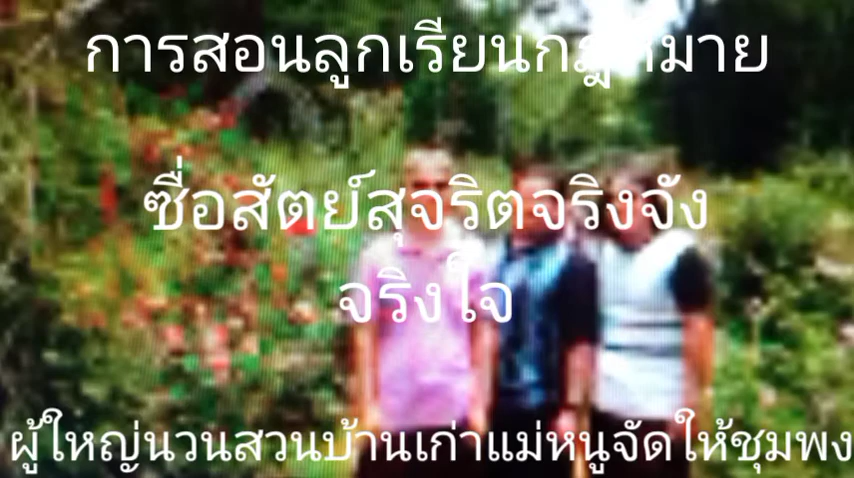 การสอนลูกเรียนกฎหมาย
ซื่อสัตย์สุจริตจริงจัง
จริงใจ
ผู้ใหญ่นวนสวนบ้านเก่าแม่หนูจัดให้ชุมพง